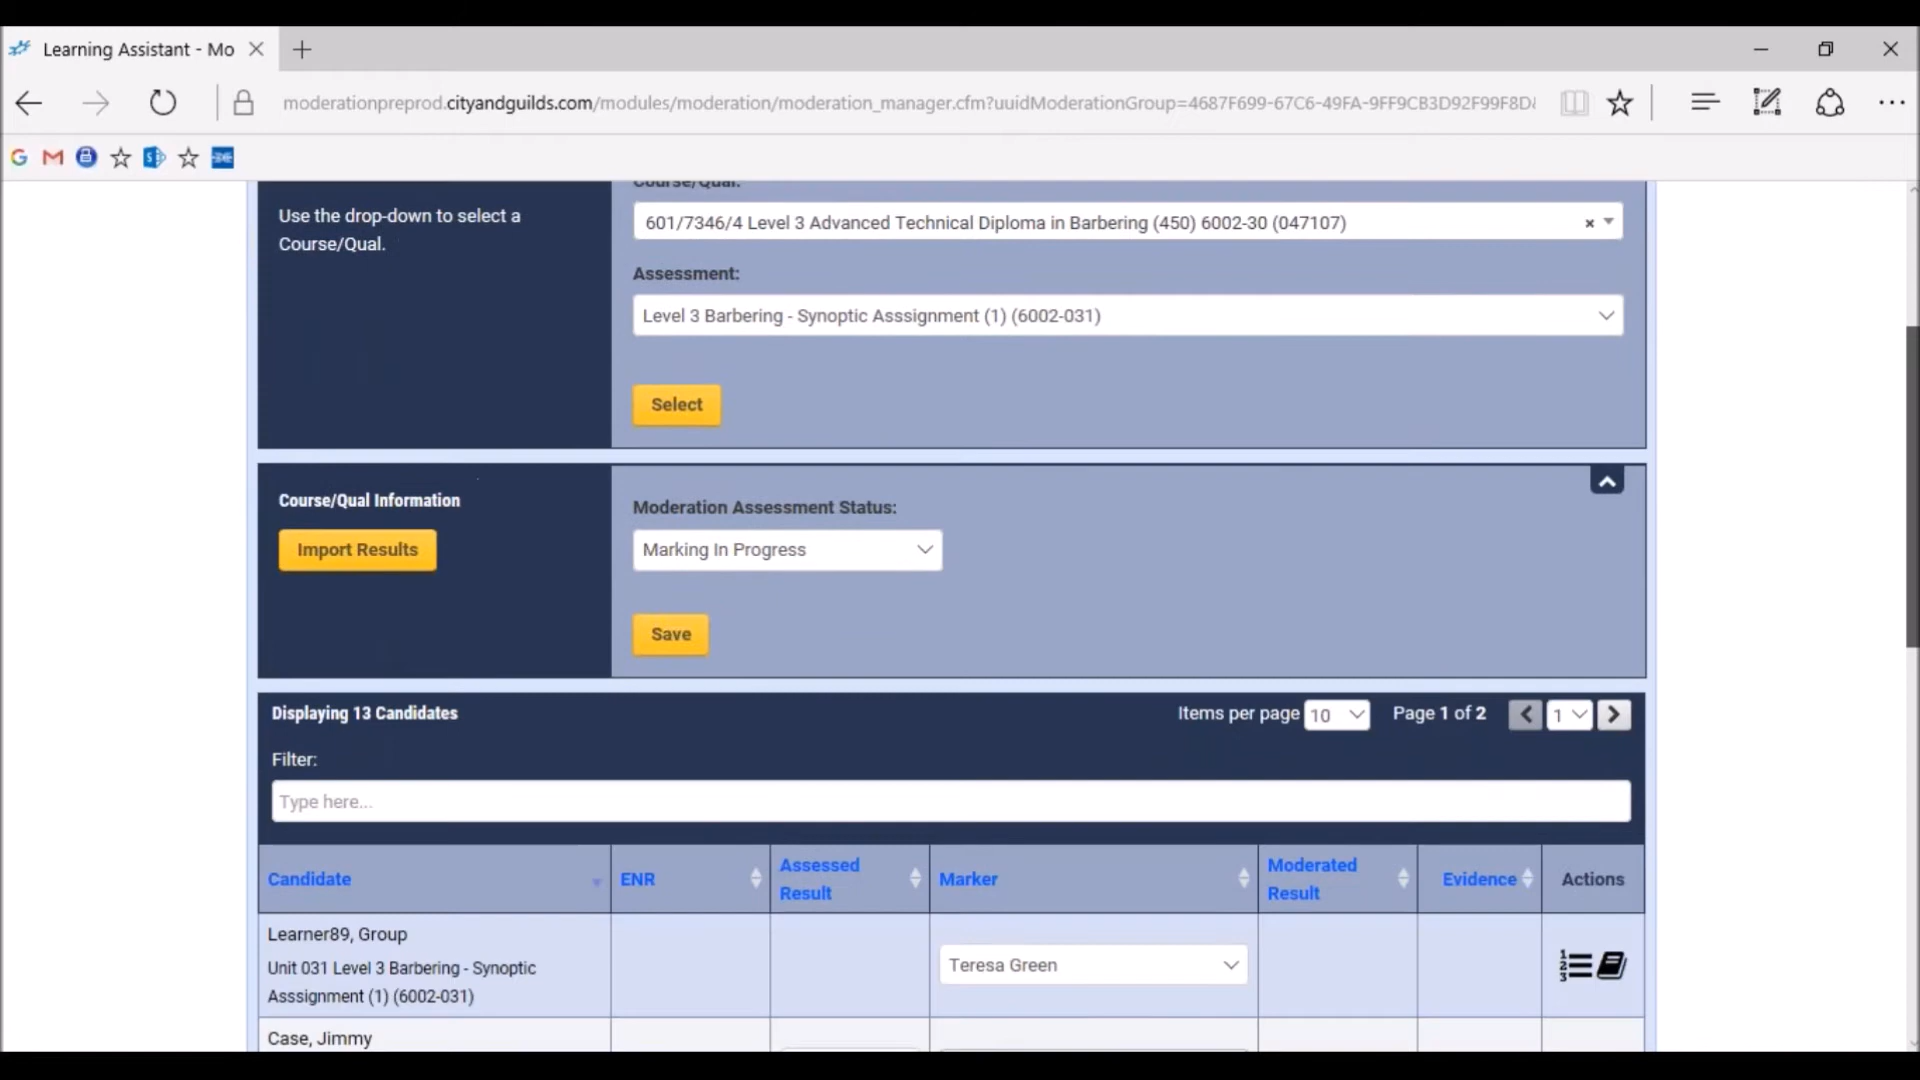 Learning Assistant - Mo
moderationpreprod.cityandguilds.com/modules/moderation/moderation_manager.cfm?uuidModerationGroup=4687F699-67C6-49FA-9FF9CB3D92F99F8D
Course/Qual:
Use the drop-down to select a
Course/Qual.
601/7346/4 Level 3 Advanced Technical Diploma in Barbering (450) 6002-30 (047107)
Assessment:
Level 3 Barbering - Synoptic Asssignment (1) (6002-031)
Select
Course/Qual Information
Import Results
Moderation Assessment Status:
Marking In Progress
Save
Displaying 13 Candidates
Items per page 10 Page 1 of 2 1
Filter:
Type here...
Candidate ENR Assessed Result Marker Moderated Result Evidence Actions
Learner89, Group
Unit 031 Level 3 Barbering - Synoptic
Asssignment (1) (6002-031)
Teresa Green
Case, Jimmy